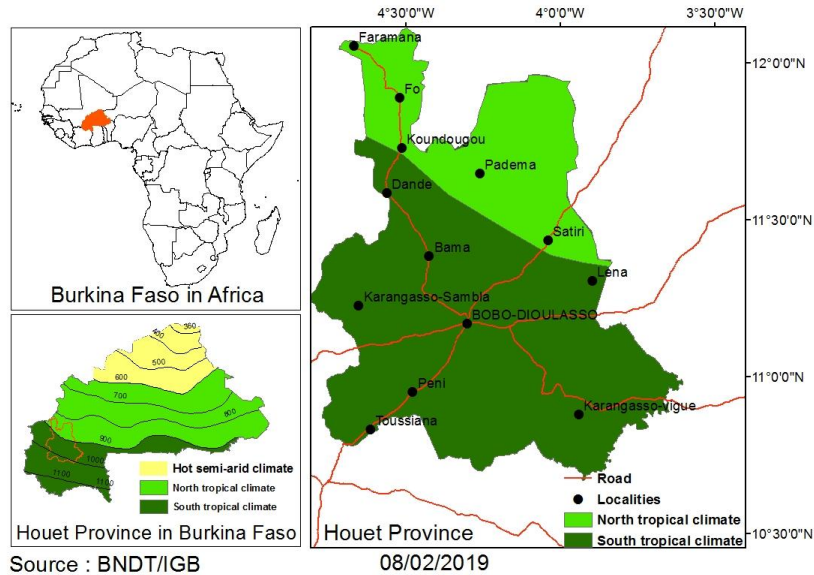 Burkina Faso in Africa
400
360
500
600
700
800
900
1000
1100
1100
Hot semi-arid climate
North tropical climate
South tropical climate
Houet Province in Burkina Faso
4°30'0"W
4°0'0"W
Faramana
12°0'0"N
Fo
Koundougou
Padema
Dande
11°30'0"N
Satiri
Bama
Lena
Karangasso-Sambla
BOBO-DIOULASSO
11°0'0"N
Peni
Karangasso-vigue
Toussiana
Road
Localities
North tropical climate
South tropical climate
10°30'0"N
Houet Province
Source : BNDT/IGB
08/02/2019